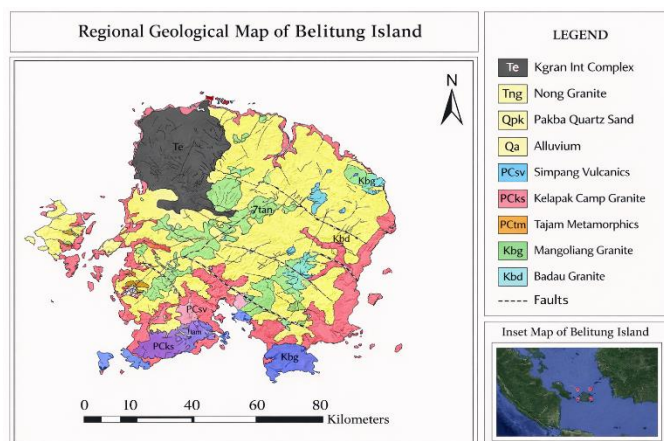 Regional Geological Map of Belitung Island
N
Te
Kbg
7tan
Kbd
PCsv
PCks
Kbg
0 10 20 40 60 80
Kilometers
LEGEND
Te Kgran Int Complex
Tng Nong Granite
Qpk Pakba Quartz Sand
Qa Alluvium
PCsv Simpang Vulcanics
PCks Kelapak Camp Granite
PCtm Tajam Metamorphics
Kbg Mangoliang Granite
Kbd Badau Granite
Faults
Inset Map of Belitung Island